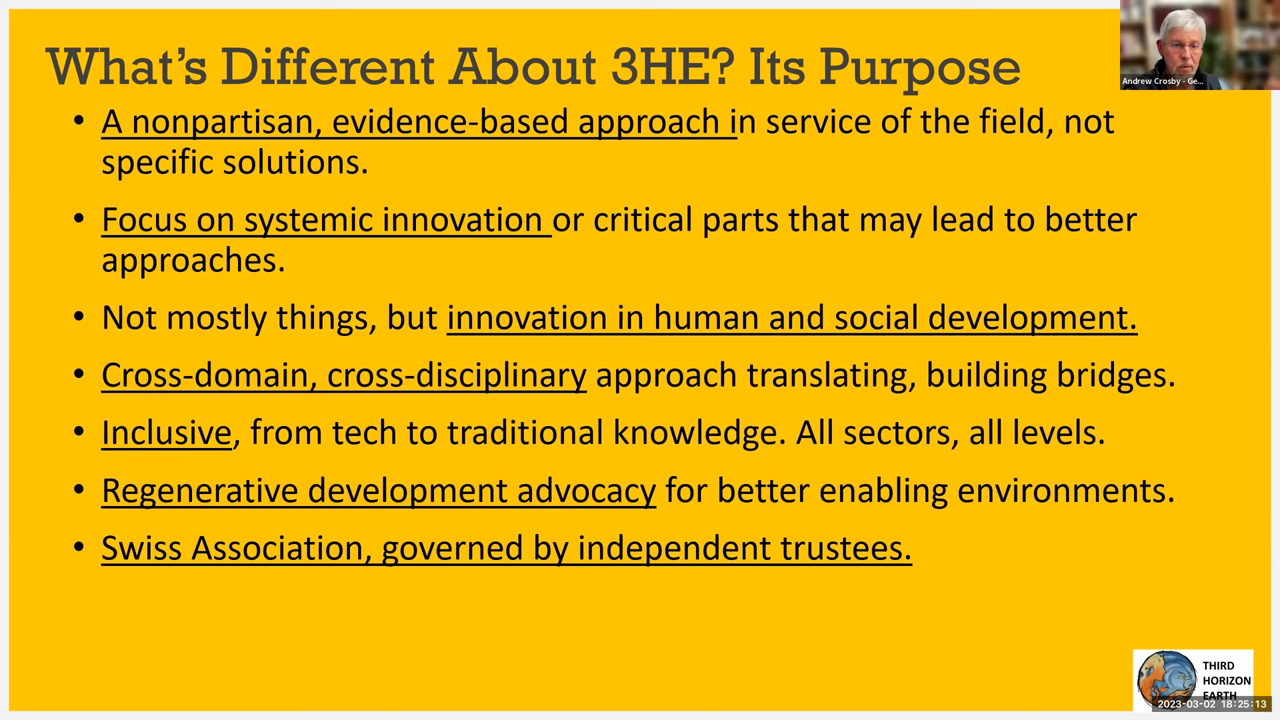 What's Different About 3HE? Its Purpose
Andrew Crosby - Ge...
• A nonpartisan, evidence-based approach in service of the field, not
specific solutions.
• Focus on systemic innovation or critical parts that may lead to better
approaches.
• Not mostly things, but innovation in human and social development.
• Cross-domain, cross-disciplinary approach translating, building bridges.
• Inclusive, from tech to traditional knowledge. All sectors, all levels.
• Regenerative development advocacy for better enabling environments.
• Swiss Association, governed by independent trustees.
THIRD
HORIZON
EARTH
2023-03-02 18:25:13